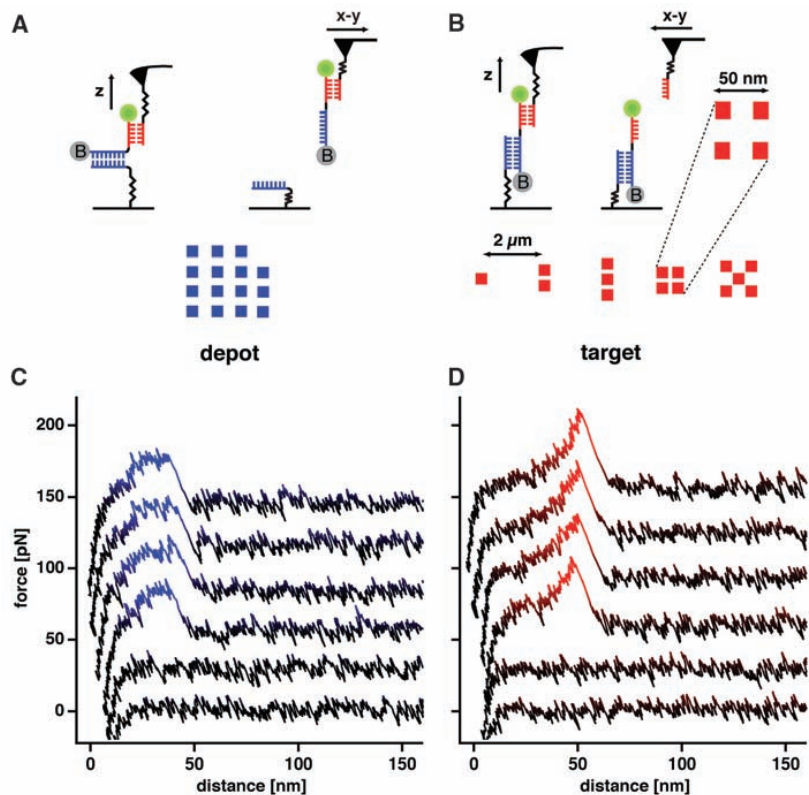 A
x-y
z
B
B
B
x-y
z
B
B
50 nm
2 µm
depot
target
C
D
200
150
100
50
0
force [pN]
0
50
100
150
distance [nm]
0
50
100
150
distance [nm]